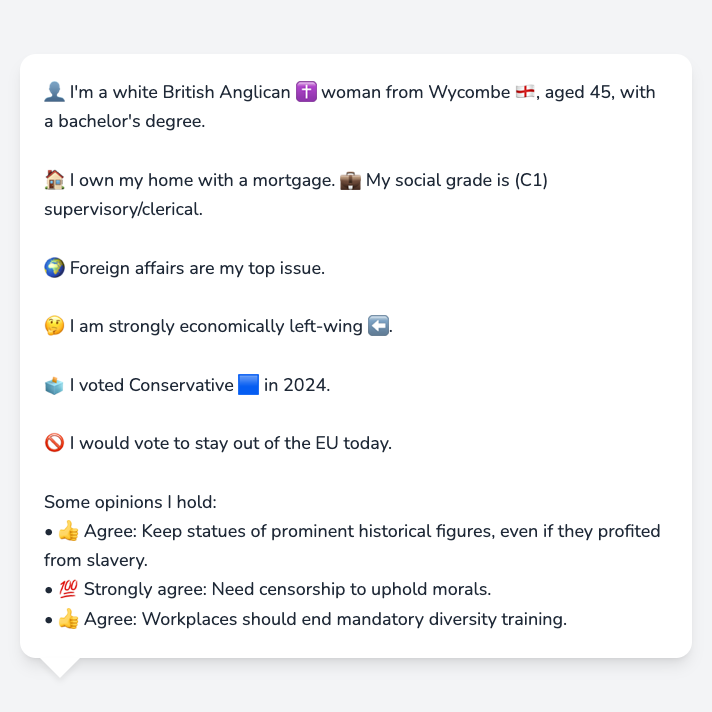 👤 I'm a white British Anglican ✝️ woman from Wycombe 🏴󠁧󠁢󠁥󠁮󠁧󠁿, aged 45, with
a bachelor's degree.
🏠 I own my home with a mortgage. 💼 My social grade is (C1)
supervisory/clerical.
🌍 Foreign affairs are my top issue.
🤔 I am strongly economically left-wing ⬅️.
🗳️ I voted Conservative 🟦 in 2024.
🚫 I would vote to stay out of the EU today.
Some opinions I hold:
• 👍 Agree: Keep statues of prominent historical figures, even if they profited
from slavery.
• 💯 Strongly agree: Need censorship to uphold morals.
• 👍 Agree: Workplaces should end mandatory diversity training.